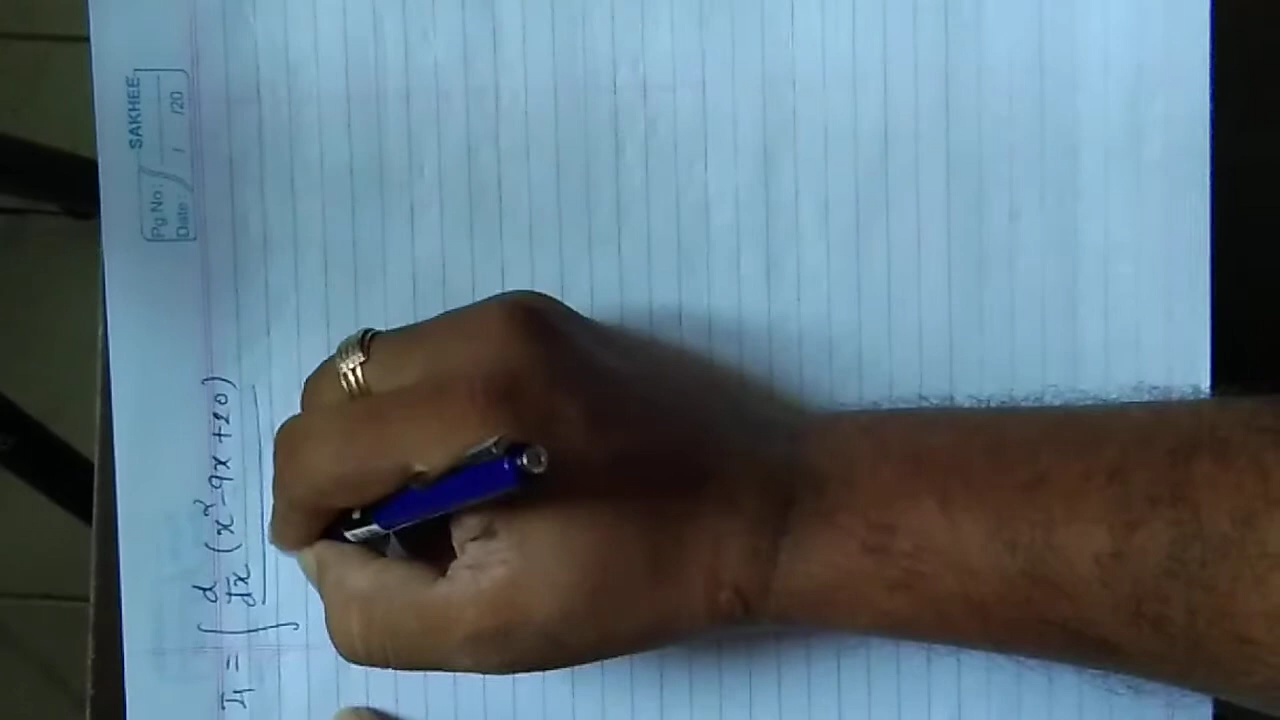 SAKHEE
Pg No :
Date : / /20
I₁ = ∫ d/dx (x² - 9x + 20)